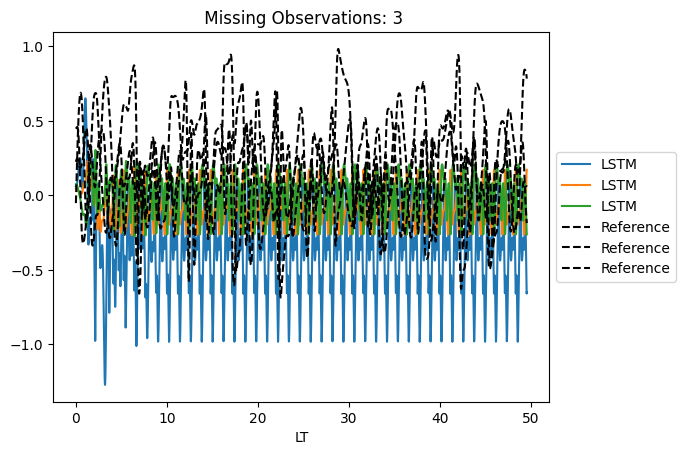 Missing Observations: 3
1.0
0.5
0.0
−0.5
−1.0
0
10
20
30
40
50
LT
LSTM
LSTM
LSTM
Reference
Reference
Reference